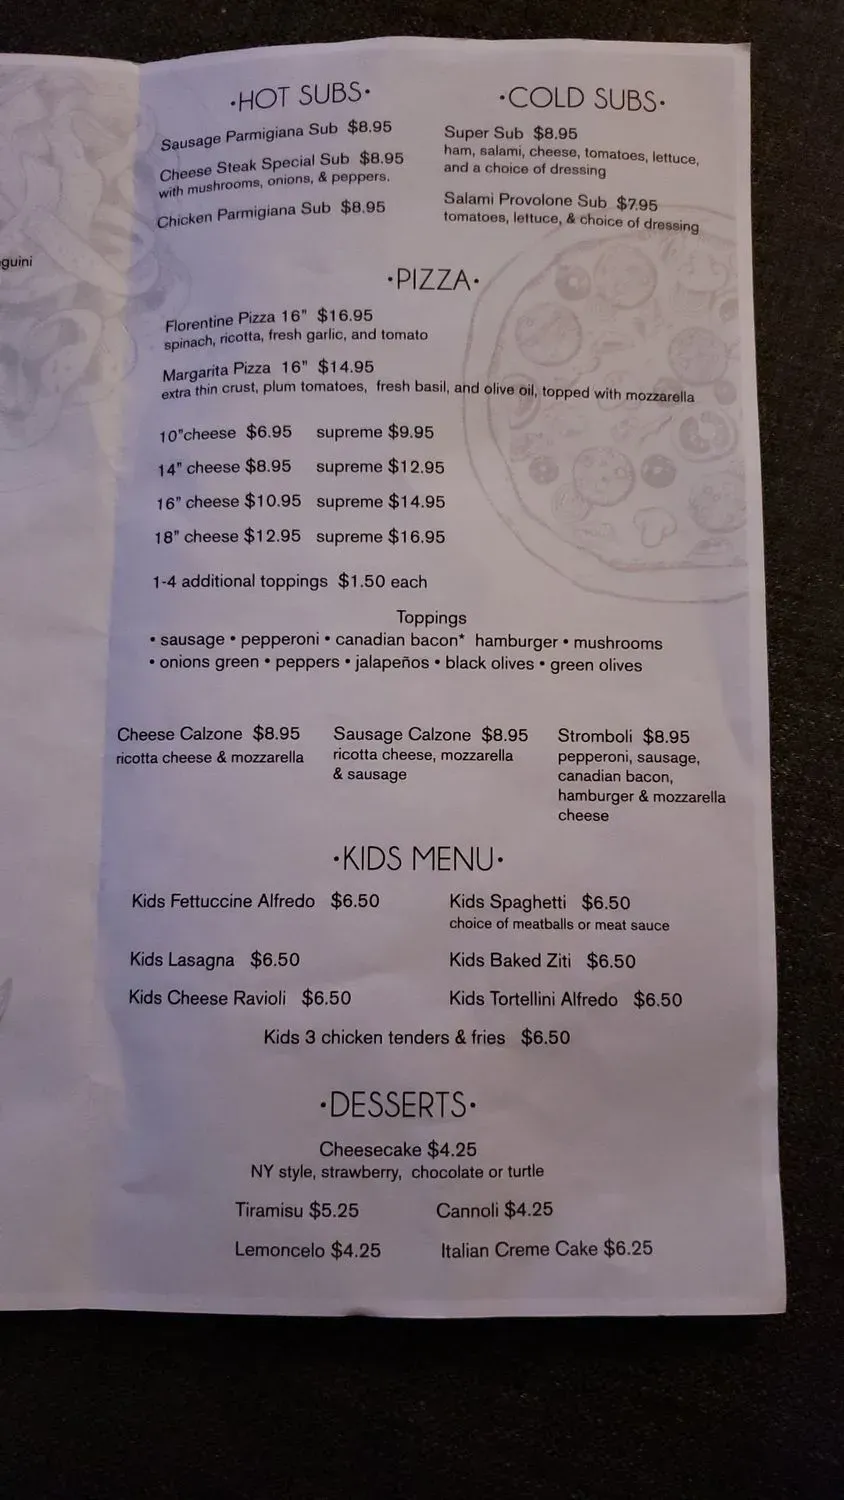 guini
·HOT SUBS·
Sausage Parmigiana Sub $8.95
Cheese Steak Special Sub $8.95
with mushrooms, onions, & peppers.
Chicken Parmigiana Sub $8.95
·COLD SUBS·
Super Sub $8.95
ham, salami, cheese, tomatoes, lettuce,
and a choice of dressing
Salami Provolone Sub $7.95
tomatoes, lettuce, & choice of dressing
·PIZZA·
Florentine Pizza 16" $16.95
spinach, ricotta, fresh garlic, and tomato
Margarita Pizza 16" $14.95
extra thin crust, plum tomatoes, fresh basil, and olive oil, topped with mozzarella
10"cheese $6.95 supreme $9.95
14" cheese $8.95 supreme $12.95
16" cheese $10.95 supreme $14.95
18" cheese $12.95 supreme $16.95
1-4 additional toppings $1.50 each
Toppings
• sausage • pepperoni • canadian bacon* hamburger • mushrooms
• onions green • peppers • jalapeños • black olives • green olives
Cheese Calzone $8.95
ricotta cheese & mozzarella
Sausage Calzone $8.95
ricotta cheese, mozzarella
& sausage
Stromboli $8.95
pepperoni, sausage,
canadian bacon,
hamburger & mozzarella
cheese
·KIDS MENU·
Kids Fettuccine Alfredo $6.50
Kids Spaghetti $6.50
choice of meatballs or meat sauce
Kids Lasagna $6.50
Kids Baked Ziti $6.50
Kids Cheese Ravioli $6.50
Kids Tortellini Alfredo $6.50
Kids 3 chicken tenders & fries $6.50
·DESSERTS·
Cheesecake $4.25
NY style, strawberry, chocolate or turtle
Tiramisu $5.25
Cannoli $4.25
Lemoncelo $4.25
Italian Creme Cake $6.25